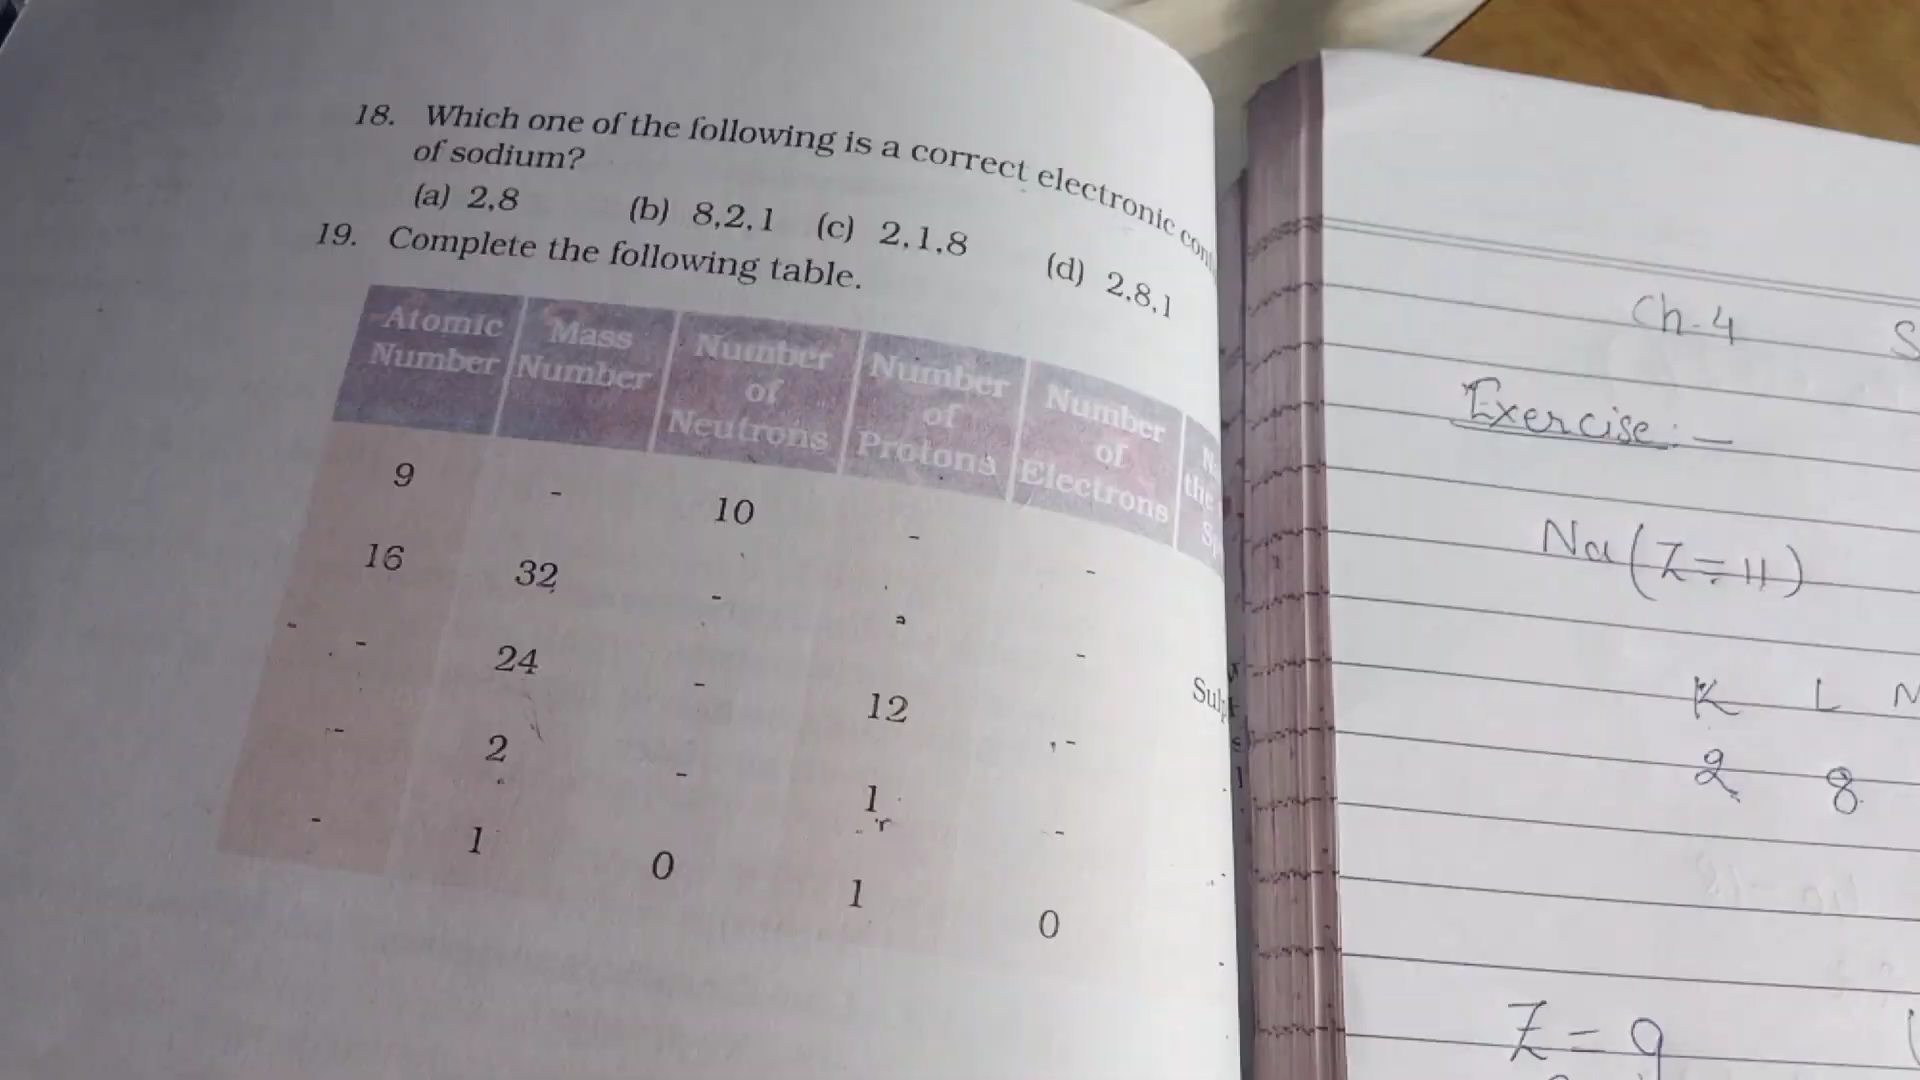 18. Which one of the following is a correct electronic
of sodium?
(a) 2,8 (b) 8,2,1 (c) 2,1,8 (d) 2,8,1
19. Complete the following table.
Atomic Number
Mass Number
Number of Neutrons
Number of Protons
Number of Electrons
the
9 - 10 - -
16 32 - - -
- 24 - 12 -
- 2 - 1 -
- 1 0 1 0
Ch-4
Exercise:-
Na(Z=11)
K L
2 8
Z=9